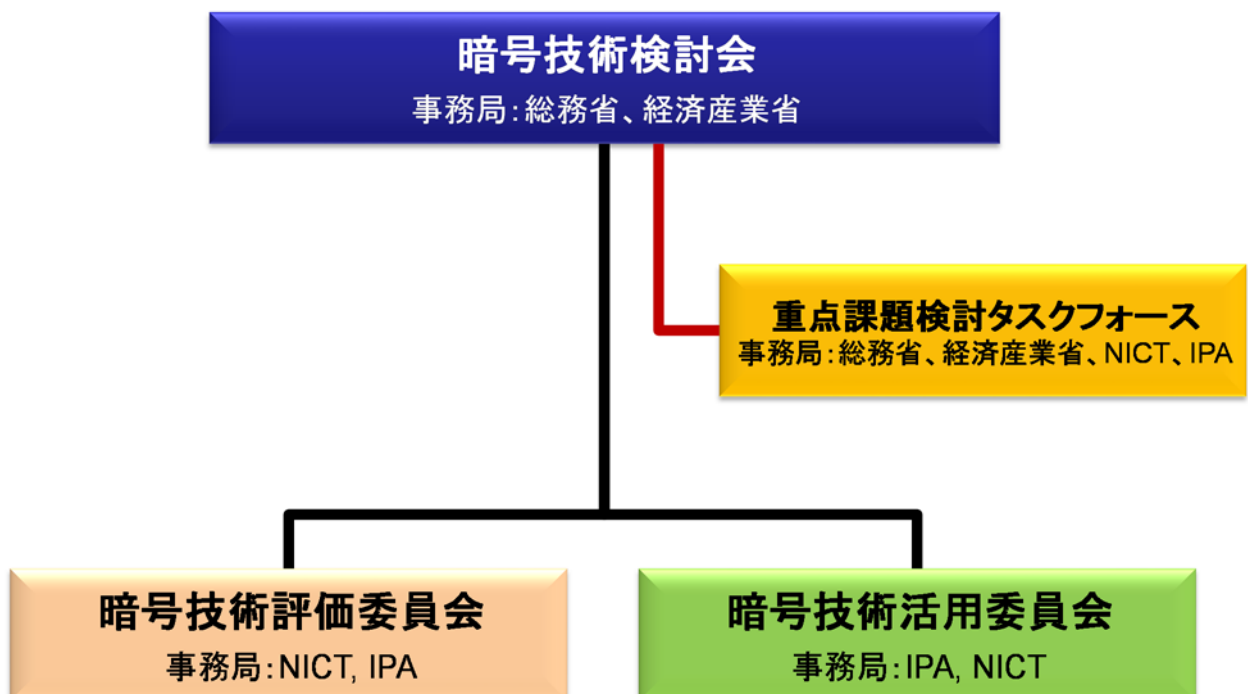 暗号技術検討会
事務局：総務省、経済産業省
重点課題検討タスクフォース
事務局：総務省、経済産業省、NICT、IPA
暗号技術評価委員会
事務局：NICT, IPA
暗号技術活用委員会
事務局：IPA, NICT